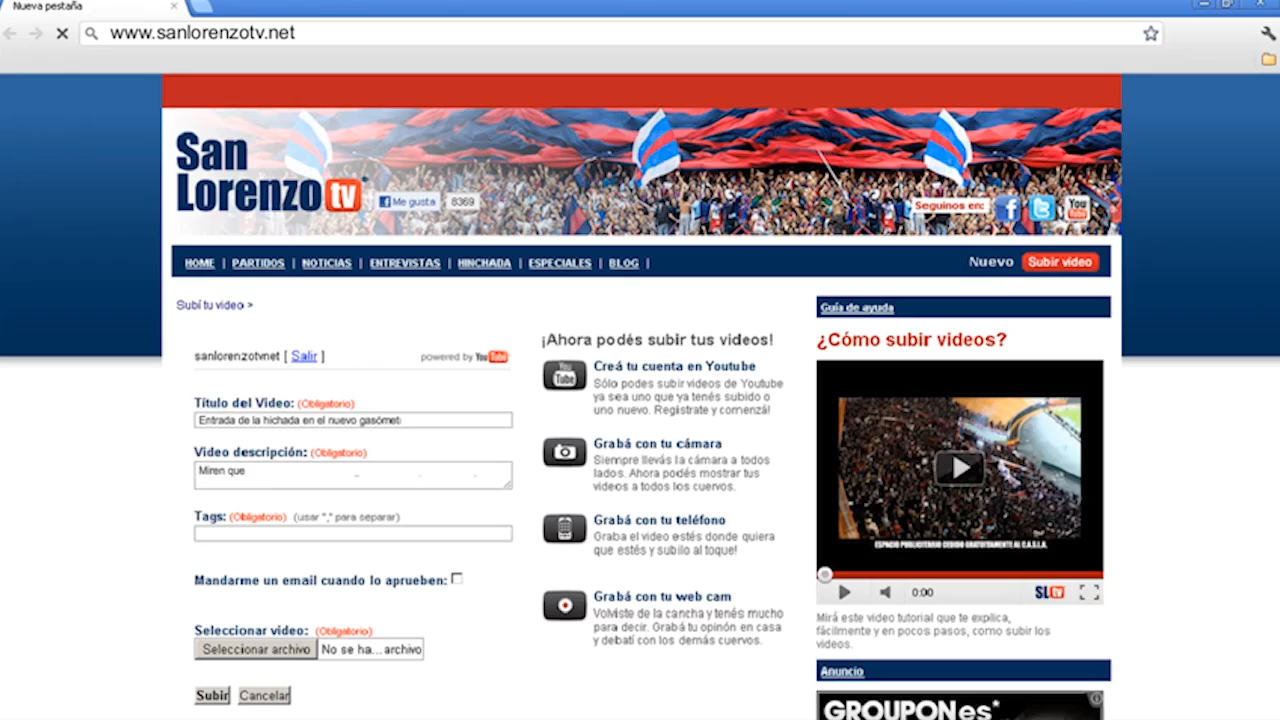 Nueva pestaña
www.sanlorenzotv.net
San
Lorenzo tv
Me gusta 8369
Seguinos en:
You Tube
HOME | PARTIDOS | NOTICIAS | ENTREVISTAS | HINCHADA | ESPECIALES | BLOG |
Nuevo Subir video
Subí tu video >
sanlorenzotvnet [ Salir ]
powered by YouTube
Título del Video: (Obligatorio)
Entrada de la hichada en el nuevo gasómet
Video descripción: (Obligatorio)
Miren que
Tags: (Obligatorio) (usar "," para separar)
Mandarme un email cuando lo aprueben:
Seleccionar video: (Obligatorio)
Seleccionar archivo No se ha... archivo
Subir Cancelar
¡Ahora podés subir tus videos!
You Tube
Creá tu cuenta en Youtube
Sólo podes subir videos de Youtube
ya sea uno que ya tenés subido o
uno nuevo. Registrate y comenzá!
Grabá con tu cámara
Siempre llevás la cámara a todos
lados. Ahora podés mostrar tus
videos a todos los cuervos.
Grabá con tu teléfono
Graba el video estés donde quiera
que estés y subilo al toque!
Grabá con tu web cam
Volviste de la cancha y tenés mucho
para decir. Grabá tu opinión en casa
y debatí con los demás cuervos.
Guía de ayuda
¿Cómo subir videos?
ESPACIO PUBLICITARIO CEDIDO GRATUITAMENTE AL C.A.S.L.A.
0:00
SLtv
Mirá este video tutorial que te explica,
fácilmente y en pocos pasos, como subir los
videos.
Anuncio
GROUPON es*